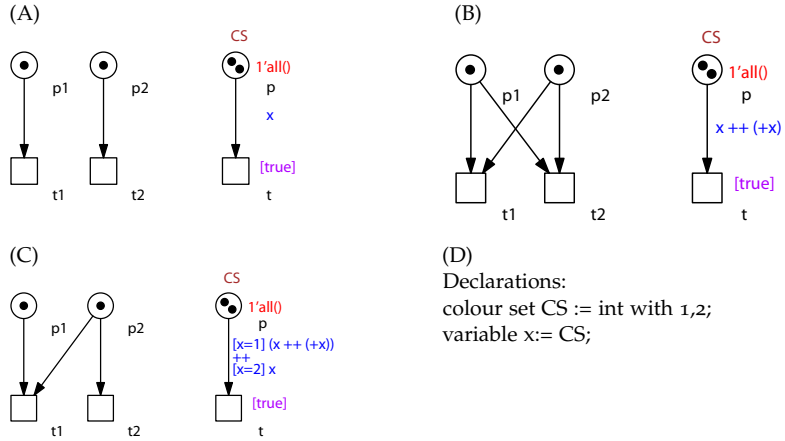 (A)
CS
1'all()
p1
p2
p
x
[true]
t1
t2
t
(B)
CS
1'all()
p1
p2
p
x ++ (+x)
[true]
t1
t2
t
(C)
CS
1'all()
p1
p2
p
[x=1] (x ++ (+x))
++
[x=2] x
[true]
t1
t2
t
(D)
Declarations:
colour set CS := int with 1,2;
variable x:= CS;